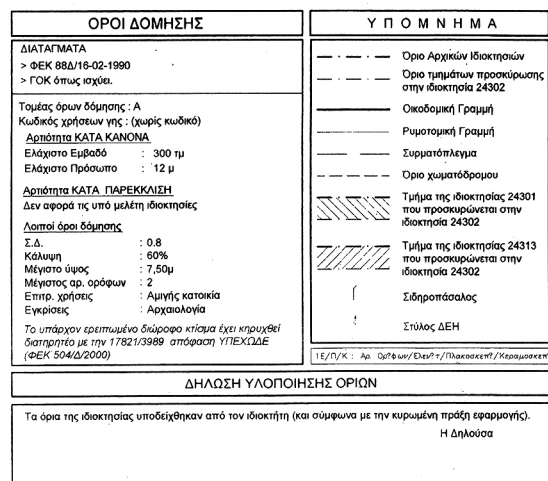 ΟΡΟΙ ΔΟΜΗΣΗΣ
ΔΙΑΤΑΓΜΑΤΑ
> ΦΕΚ 88Δ/16-02-1990
> ΓΟΚ όπως ισχύει.
Τομέας όρων δόμησης : Α
Κωδικός χρήσεων γης : (χωρίς κωδικό)
Αρτιότητα ΚΑΤΑ ΚΑΝΟΝΑ
Ελάχιστο Εμβαδό : 300 τμ
Ελάχιστο Πρόσωπο : 12 μ
Αρτιότητα ΚΑΤΑ ΠΑΡΕΚΚΛΙΣΗ
Δεν αφορά τις υπό μελέτη ιδιοκτησίες
Λοιποί όροι δόμησης
Σ.Δ. : 0.8
Κάλυψη : 60%
Μέγιστο ύψος : 7,50μ
Μέγιστος αρ. ορόφων : 2
Επιτρ. χρήσεις : Αμιγής κατοικία
Εγκρίσεις : Αρχαιολογία
Το υπάρχον ερειπωμένο διώροφο κτίσμα έχει κηρυχθεί
διατηρητέο με την 17821/3989 απόφαση ΥΠΕΧΩΔΕ
(ΦΕΚ 504/Δ/2000)
ΥΠΟΜΝΗΜΑ
Όριο Αρχικών Ιδιοκτησιών
Όριο τμημάτων προσκύρωσης
στην ιδιοκτησία 24302
Οικοδομική Γραμμή
Ρυμοτομική Γραμμή
Συρματόπλεγμα
Όριο χωματόδρομου
Τμήμα της ιδιοκτησίας 24301
που προσκυρώνεται στην
ιδιοκτησία 24302
Τμήμα της ιδιοκτησίας 24313
που προσκυρώνεται στην
ιδιοκτησία 24302
Σιδηροπάσαλος
Στύλος ΔΕΗ
1Ε/Π/Κ : Αρ. Ορ?φων/Ελεν?τ/Πλακοσκεπ?/Κεραμοσκεπ
ΔΗΛΩΣΗ ΥΛΟΠΟΙΗΣΗΣ ΟΡΙΩΝ
Τα όρια της ιδιοκτησίας υποδείχθηκαν από τον ιδιοκτήτη (και σύμφωνα με την κυρωμένη πράξη εφαρμογής).
Η Δηλούσα